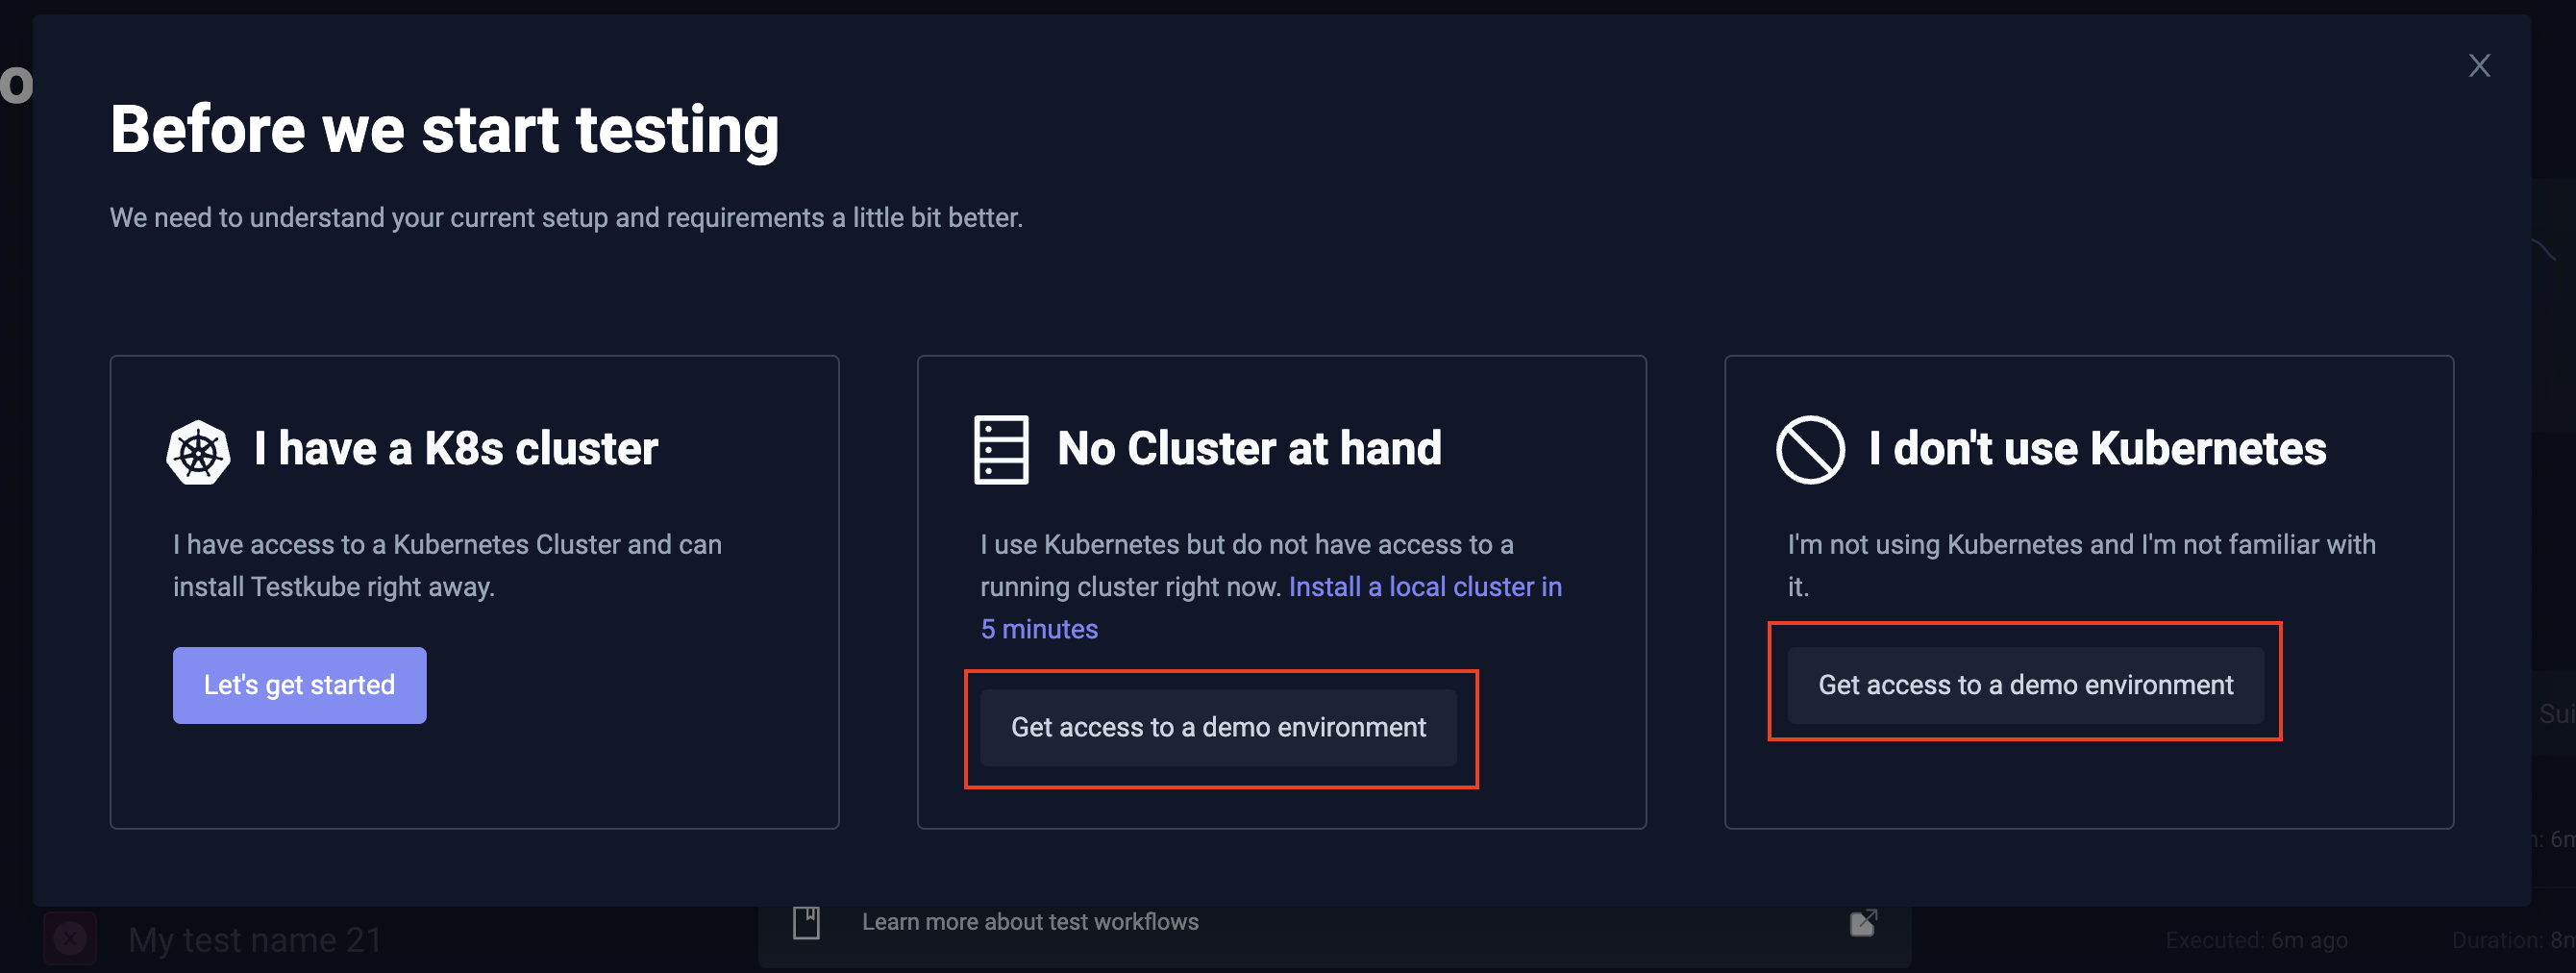 Before we start testing
We need to understand your current setup and requirements a little bit better.
I have a K8s cluster
I have access to a Kubernetes Cluster and can
install Testkube right away.
Let's get started
No Cluster at hand
I use Kubernetes but do not have access to a
running cluster right now. Install a local cluster in
5 minutes
Get access to a demo environment
I don't use Kubernetes
I'm not using Kubernetes and I'm not familiar with
it.
Get access to a demo environment
My test name 21
Learn more about test workflows
Executed: 6m ago
Duration: 8m